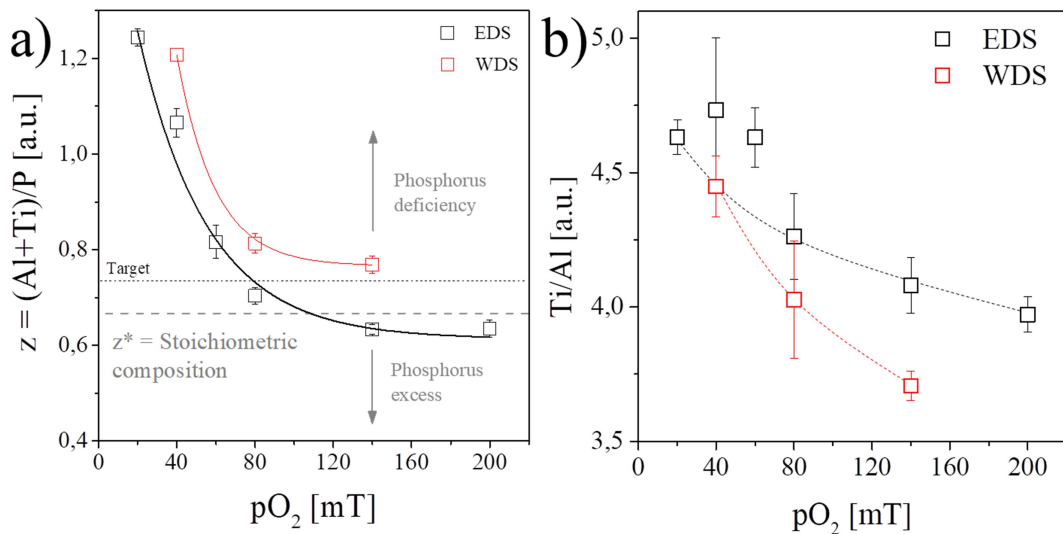 a)
EDS
WDS
1,2
1,0
0,8
0,6
0,4
z = (Al+Ti)/P [a.u.]
Phosphorus
deficiency
Target
z* = Stoichiometric
composition
Phosphorus
excess
0 40 80 120 160 200
pO₂ [mT]
b)
EDS
WDS
5,0
4,5
4,0
3,5
Ti/Al [a.u.]
0 40 80 120 160 200
pO₂ [mT]